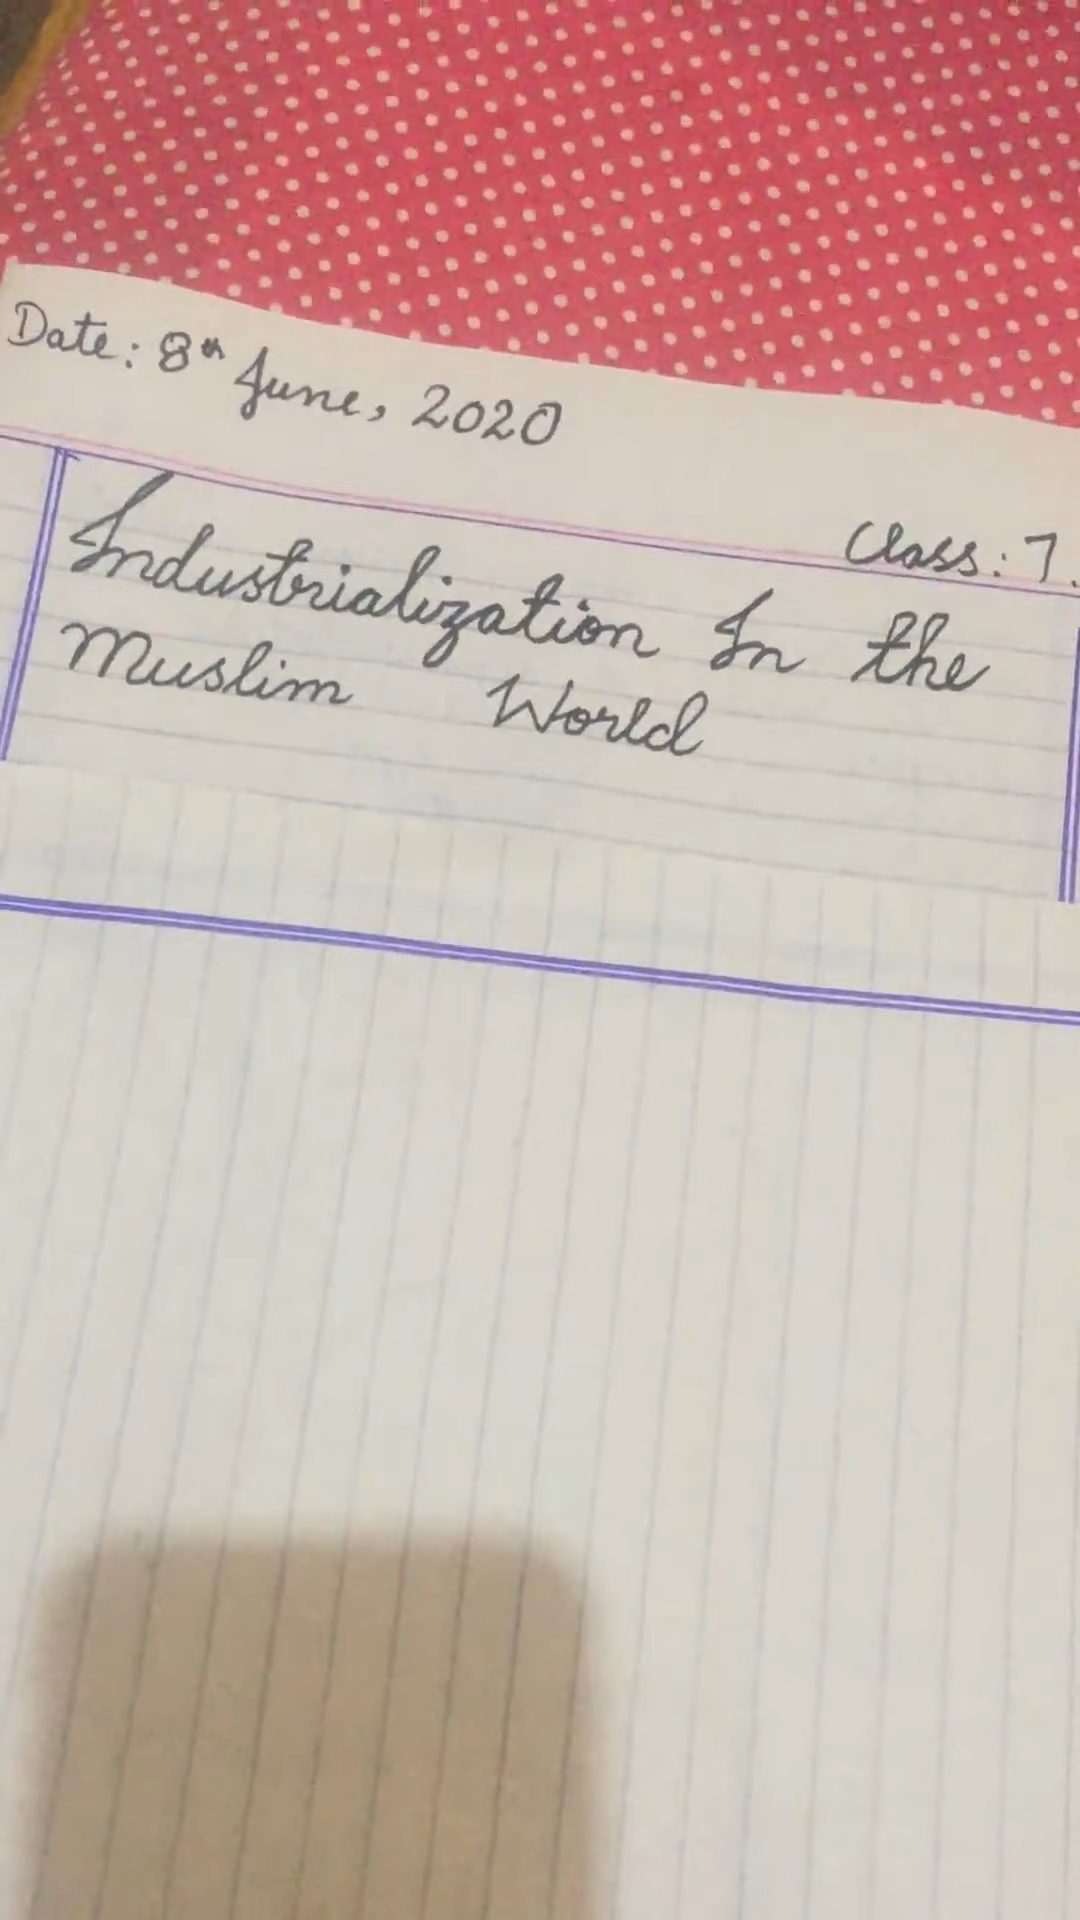 Date: 8th June, 2020
Class: 7.
Industrialization In the
Muslim World